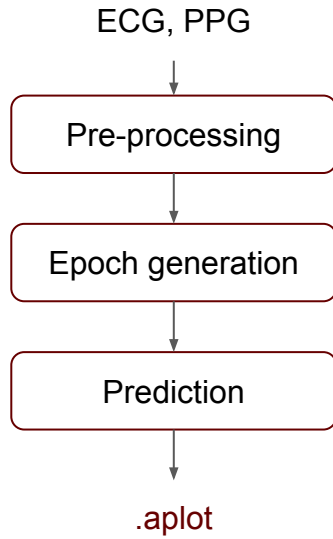 ECG, PPG
Pre-processing
Epoch generation
Prediction
.aplot